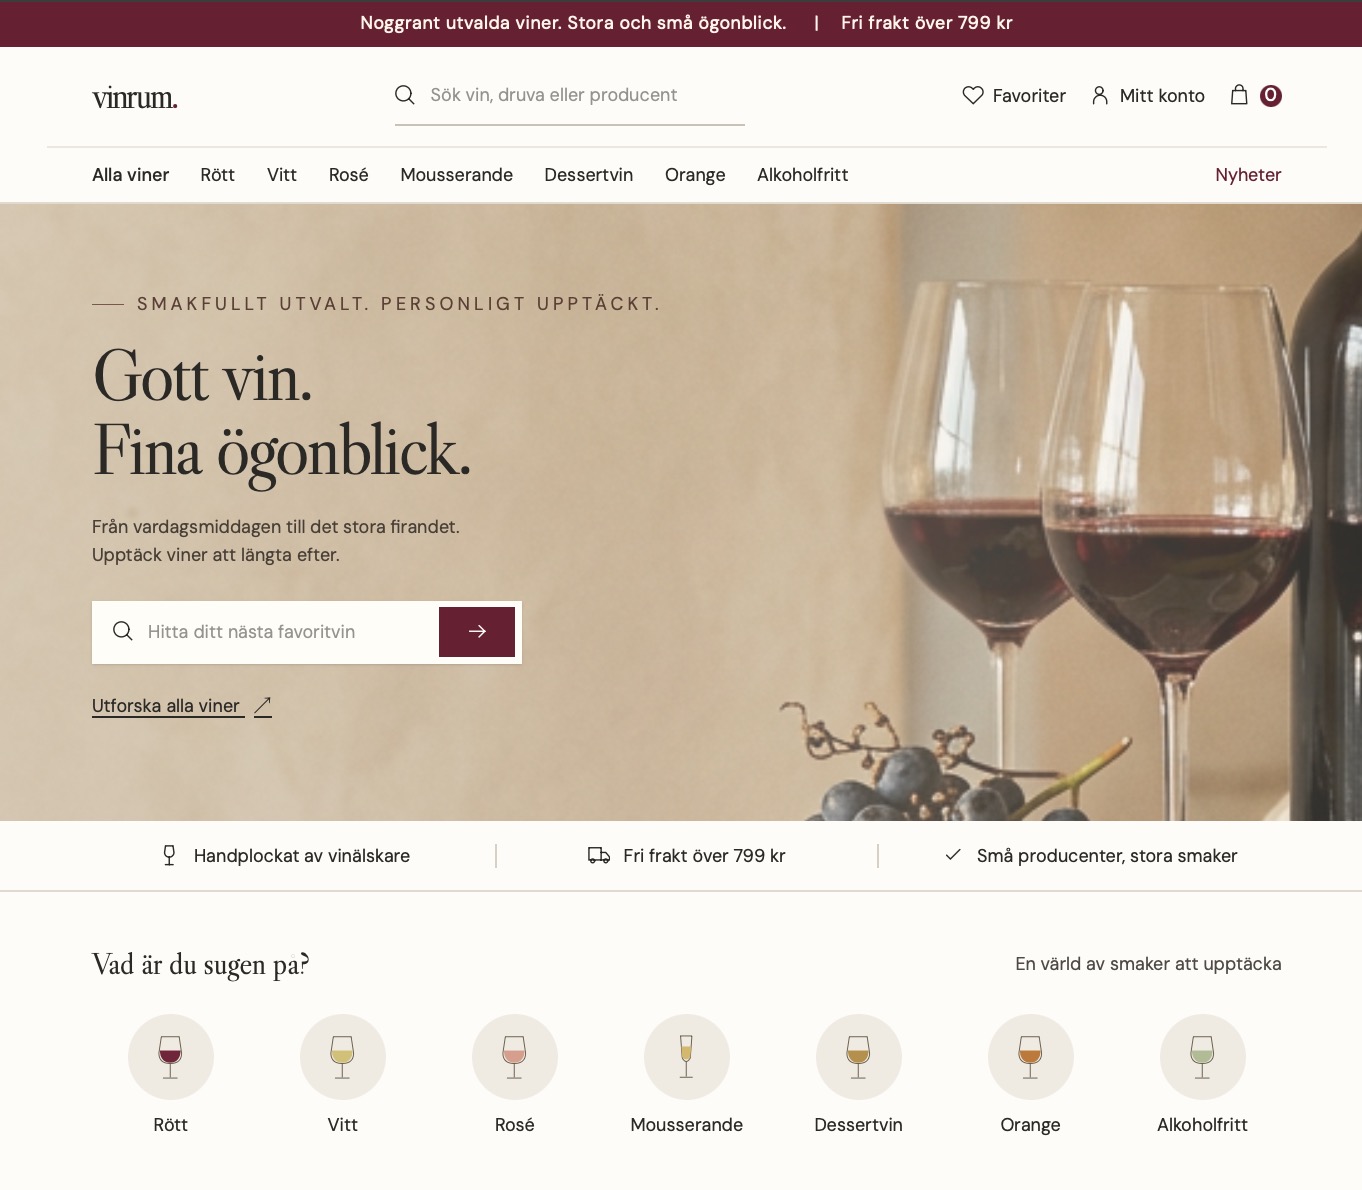 Noggrant utvalda viner. Stora och små ögonblick. | Fri frakt över 799 kr
vinrum.
Sök vin, druva eller producent
Favoriter
Mitt konto
0
Alla viner
Rött
Vitt
Rosé
Mousserande
Dessertvin
Orange
Alkoholfritt
Nyheter
SMAKFULLT UTVALT. PERSONLIGT UPPTÄCKT.
Gott vin.
Fina ögonblick.
Från vardagsmiddagen till det stora firandet.
Upptäck viner att längta efter.
Hitta ditt nästa favoritvin
Utforska alla viner
Handplockat av vinälskare
Fri frakt över 799 kr
Små producenter, stora smaker
Vad är du sugen på?
En värld av smaker att upptäcka
Rött
Vitt
Rosé
Mousserande
Dessertvin
Orange
Alkoholfritt